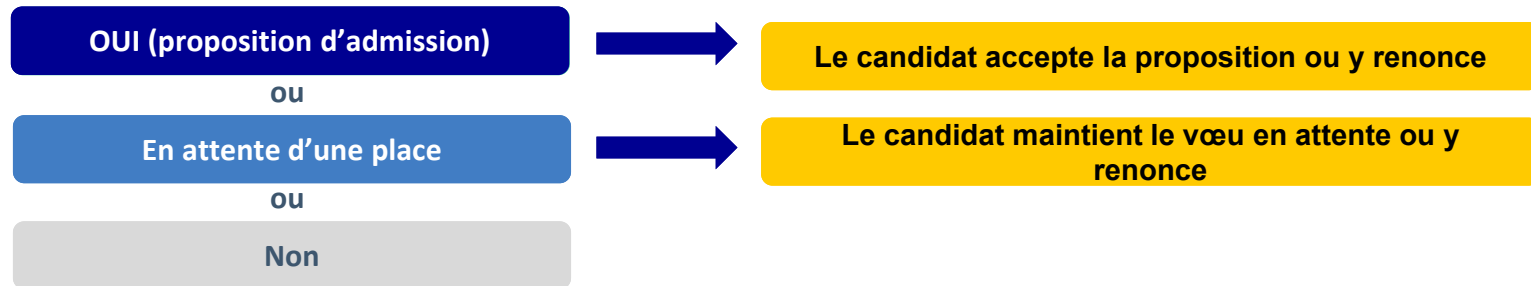 OUI (proposition d’admission)
Le candidat accepte la proposition ou y renonce
ou
En attente d’une place
Le candidat maintient le vœu en attente ou y
renonce
ou
Non